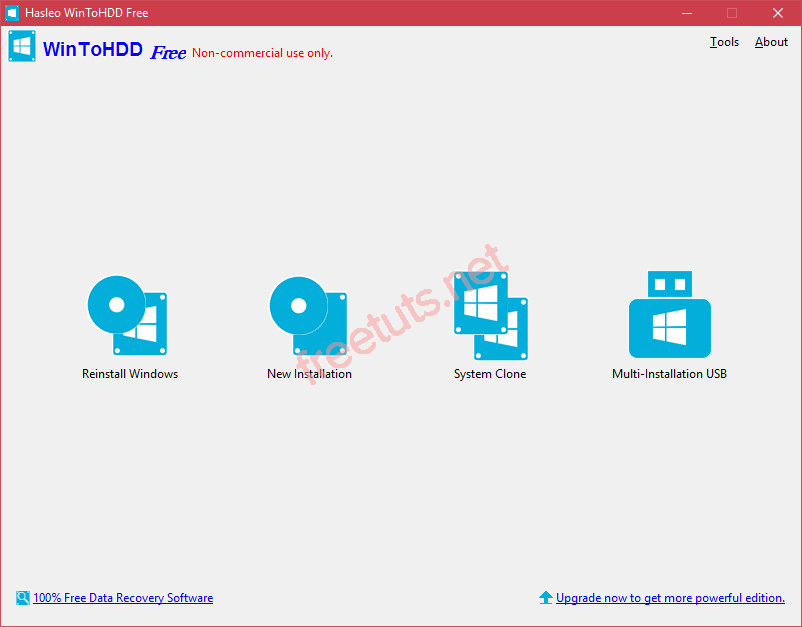 Hasleo WinToHDD Free
WinToHDD Free Non-commercial use only.
Tools About
freetuts.net
Reinstall Windows
New Installation
System Clone
Multi-Installation USB
100% Free Data Recovery Software
Upgrade now to get more powerful edition.